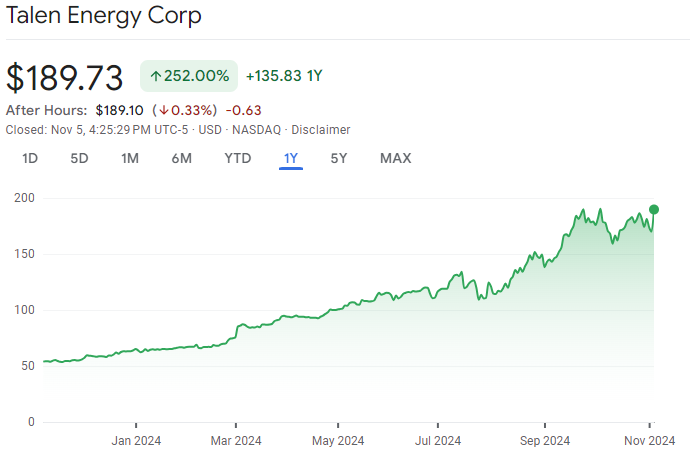 Talen Energy Corp
$189.73 ↑252.00% +135.83 1Y
After Hours: $189.10 (↓0.33%) -0.63
Closed: Nov 5, 4:25:29 PM UTC-5 · USD · NASDAQ · Disclaimer
1D 5D 1M 6M YTD 1Y 5Y MAX
200
150
100
50
0
Jan 2024 Mar 2024 May 2024 Jul 2024 Sep 2024 Nov 2024